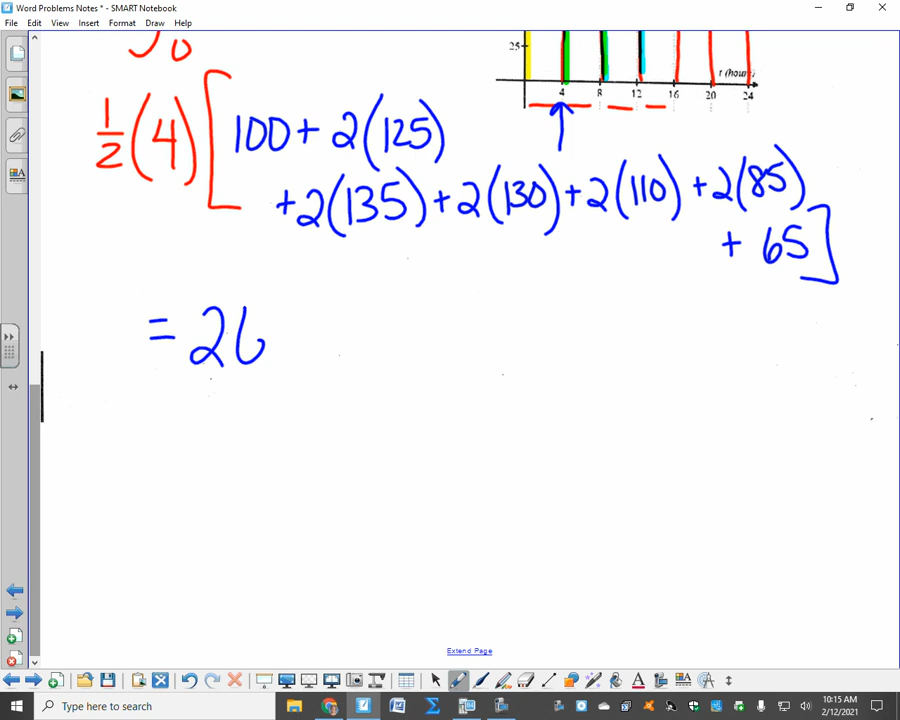 Word Problems Notes * - SMART Notebook
File Edit View Insert Format Draw Help
0
25
t (hour
4 8 12 16 20 24
1/2 (4) [ 100 + 2(125)
+ 2(135) + 2(130) + 2(110) + 2(85)
+ 65 ]
= 26
Extend Page
Type here to search
10:15 AM
2/12/2021